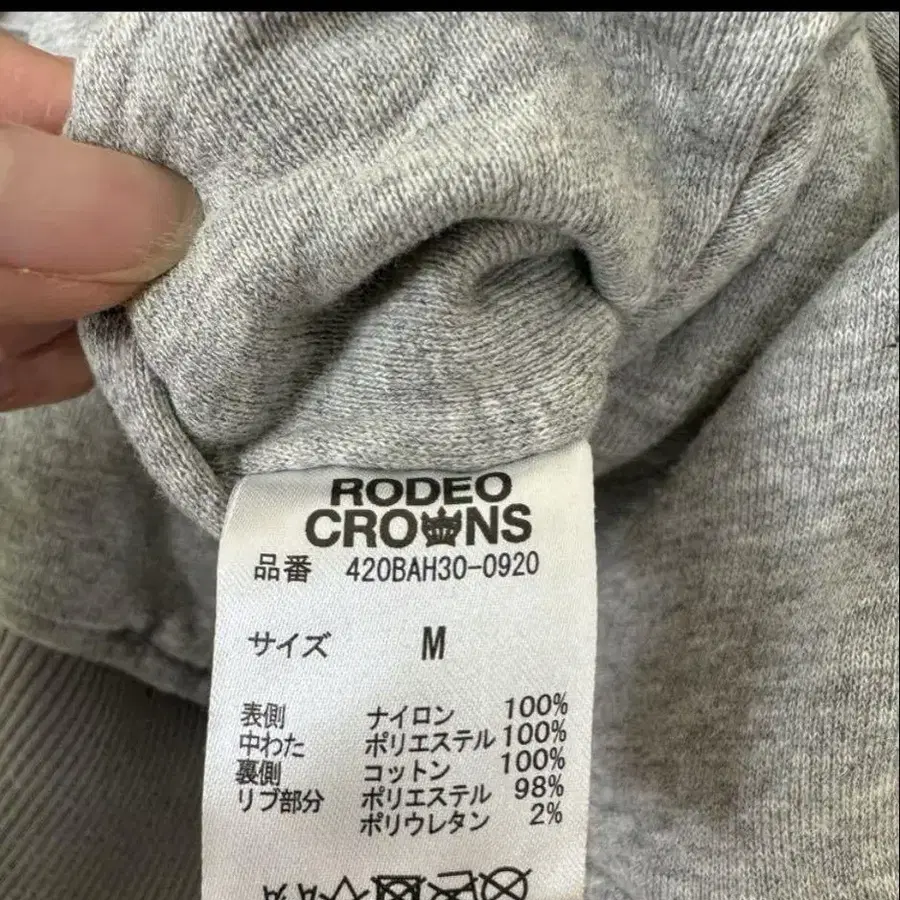 RODEO
CROWNS
品番 420BAH30-0920
サイズ M
表側 ナイロン 100%
中わた ポリエステル 100%
裏側 コットン 100%
リブ部分 ポリエステル 98%
ポリウレタン 2%